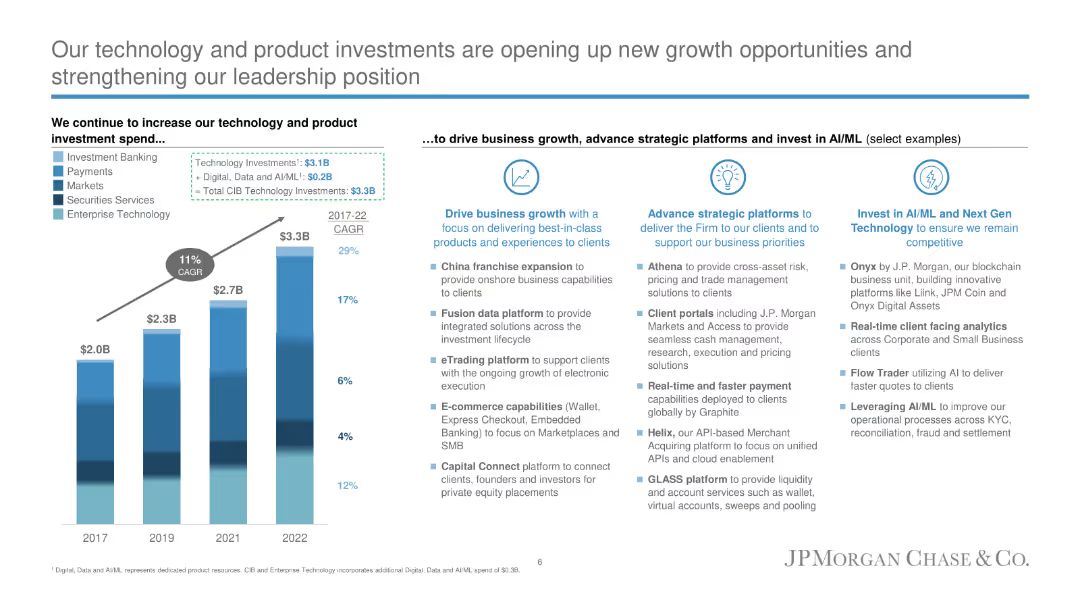 Our technology and product investments are opening up new growth opportunities and
strengthening our leadership position
We continue to increase our technology and product
investment spend...
Investment Banking
Payments
Markets
Securities Services
Enterprise Technology
Technology Investments¹: $3.1B
+ Digital, Data and AI/ML¹: $0.2B
= Total CIB Technology Investments: $3.3B
2017-22
CAGR
11%
CAGR
$2.0B
$2.3B
$2.7B
$3.3B
29%
17%
6%
4%
12%
2017
2019
2021
2022
…to drive business growth, advance strategic platforms and invest in AI/ML (select examples)
Drive business growth with a
focus on delivering best-in-class
products and experiences to clients
China franchise expansion to
provide onshore business capabilities
to clients
Fusion data platform to provide
integrated solutions across the
investment lifecycle
eTrading platform to support clients
with the ongoing growth of electronic
execution
E-commerce capabilities (Wallet,
Express Checkout, Embedded
Banking) to focus on Marketplaces and
SMB
Capital Connect platform to connect
clients, founders and investors for
private equity placements
Advance strategic platforms to
deliver the Firm to our clients and to
support our business priorities
Athena to provide cross-asset risk,
pricing and trade management
solutions to clients
Client portals including J.P. Morgan
Markets and Access to provide
seamless cash management,
research, execution and pricing
solutions
Real-time and faster payment
capabilities deployed to clients
globally by Graphite
Helix, our API-based Merchant
Acquiring platform to focus on unified
APIs and cloud enablement
GLASS platform to provide liquidity
and account services such as wallet,
virtual accounts, sweeps and pooling
Invest in AI/ML and Next Gen
Technology to ensure we remain
competitive
Onyx by J.P. Morgan, our blockchain
business unit, building innovative
platforms like Liink, JPM Coin and
Onyx Digital Assets
Real-time client facing analytics
across Corporate and Small Business
clients
Flow Trader utilizing AI to deliver
faster quotes to clients
Leveraging AI/ML to improve our
operational processes across KYC,
reconciliation, fraud and settlement
¹ Digital, Data and AI/ML represents dedicated product resources. CIB and Enterprise Technology incorporates additional Digital, Data and AI/ML spend of $0.3B.
6
JPMORGAN CHASE & CO.